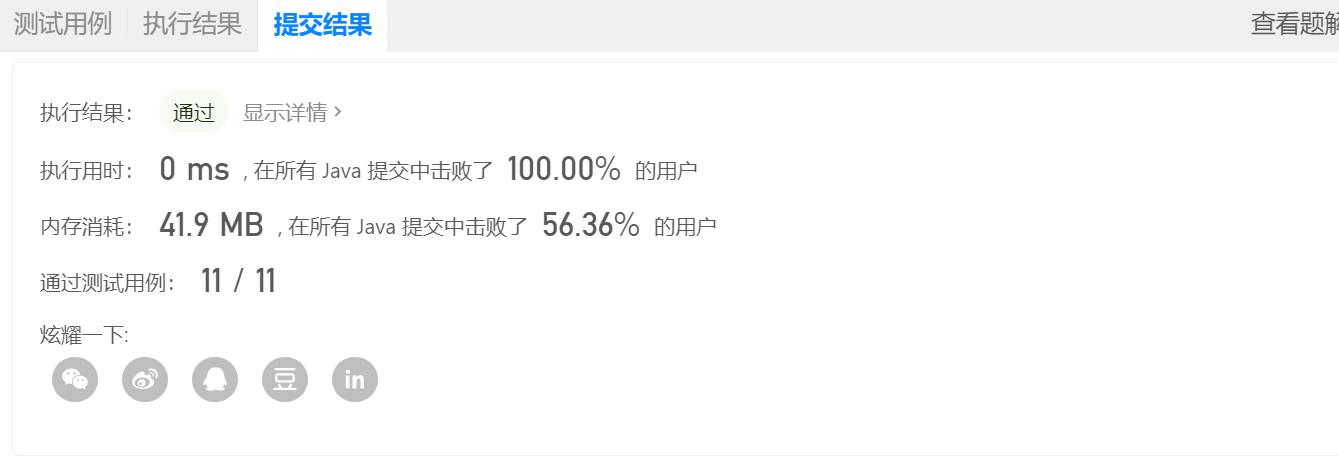 测试用例 执行结果 提交结果 查看题解
执行结果： 通过 显示详情 >
执行用时： 0 ms , 在所有 Java 提交中击败了 100.00% 的用户
内存消耗： 41.9 MB , 在所有 Java 提交中击败了 56.36% 的用户
通过测试用例： 11 / 11
炫耀一下:
豆 in